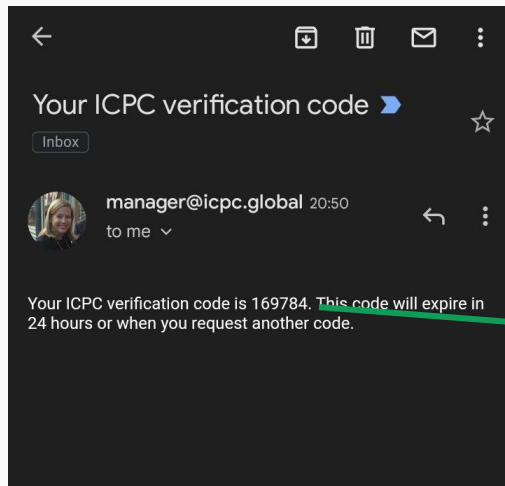 Your ICPC verification code
Inbox
manager@icpc.global 20:50
to me
Your ICPC verification code is 169784. This code will expire in
24 hours or when you request another code.